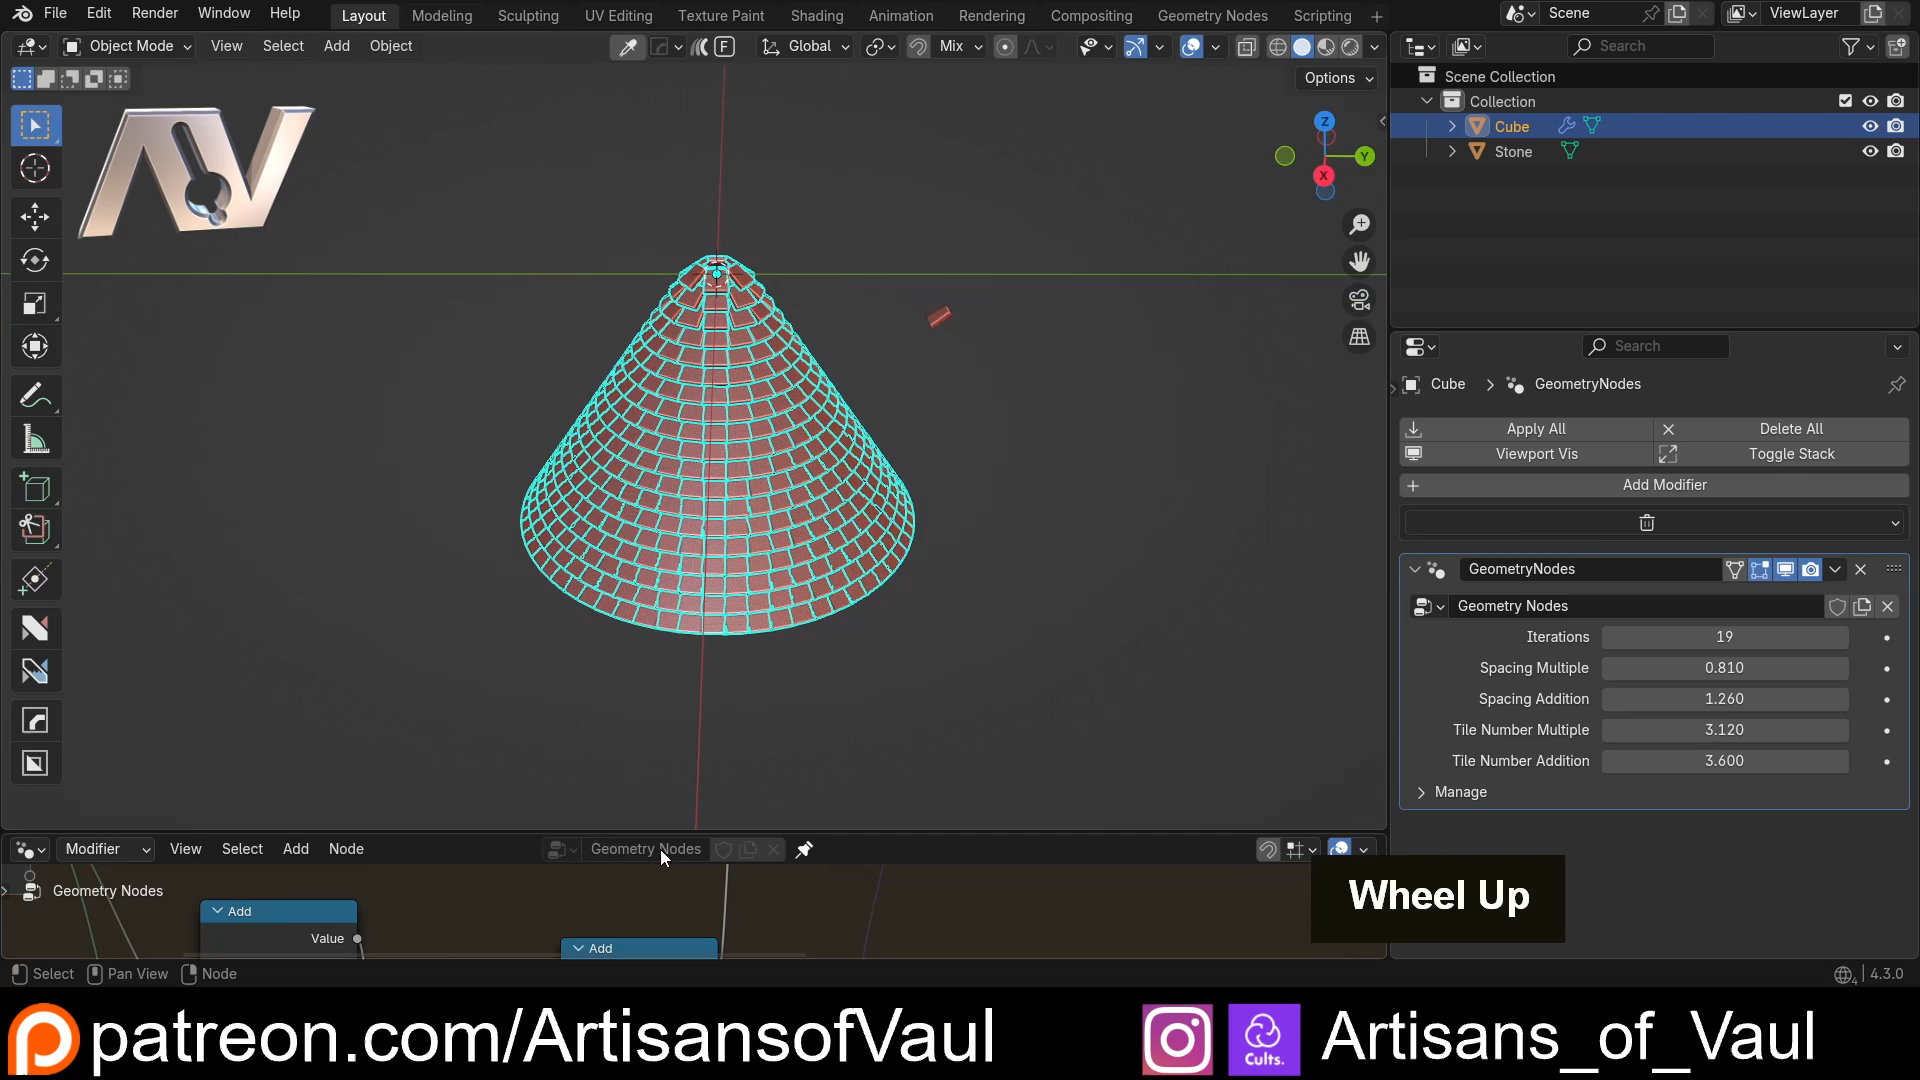 File Edit Render Window Help Layout Modeling Sculpting UV Editing Texture Paint Shading Animation Rendering Compositing Geometry Nodes Scripting + Scene ViewLayer
Object Mode View Select Add Object F Global Mix Search
Options
Scene Collection
Collection
Cube
Stone
Z
Y
X
AV
Search
Cube > GeometryNodes
Apply All Delete All
Viewport Vis Toggle Stack
Add Modifier
GeometryNodes
Geometry Nodes
Iterations 19
Spacing Multiple 0.810
Spacing Addition 1.260
Tile Number Multiple 3.120
Tile Number Addition 3.600
Manage
Modifier View Select Add Node Geometry Nodes
Geometry Nodes
Add
Value
Add
Wheel Up
Select Pan View Node 4.3.0
patreon.com/ArtisansofVaul Cults. Artisans_of_Vaul